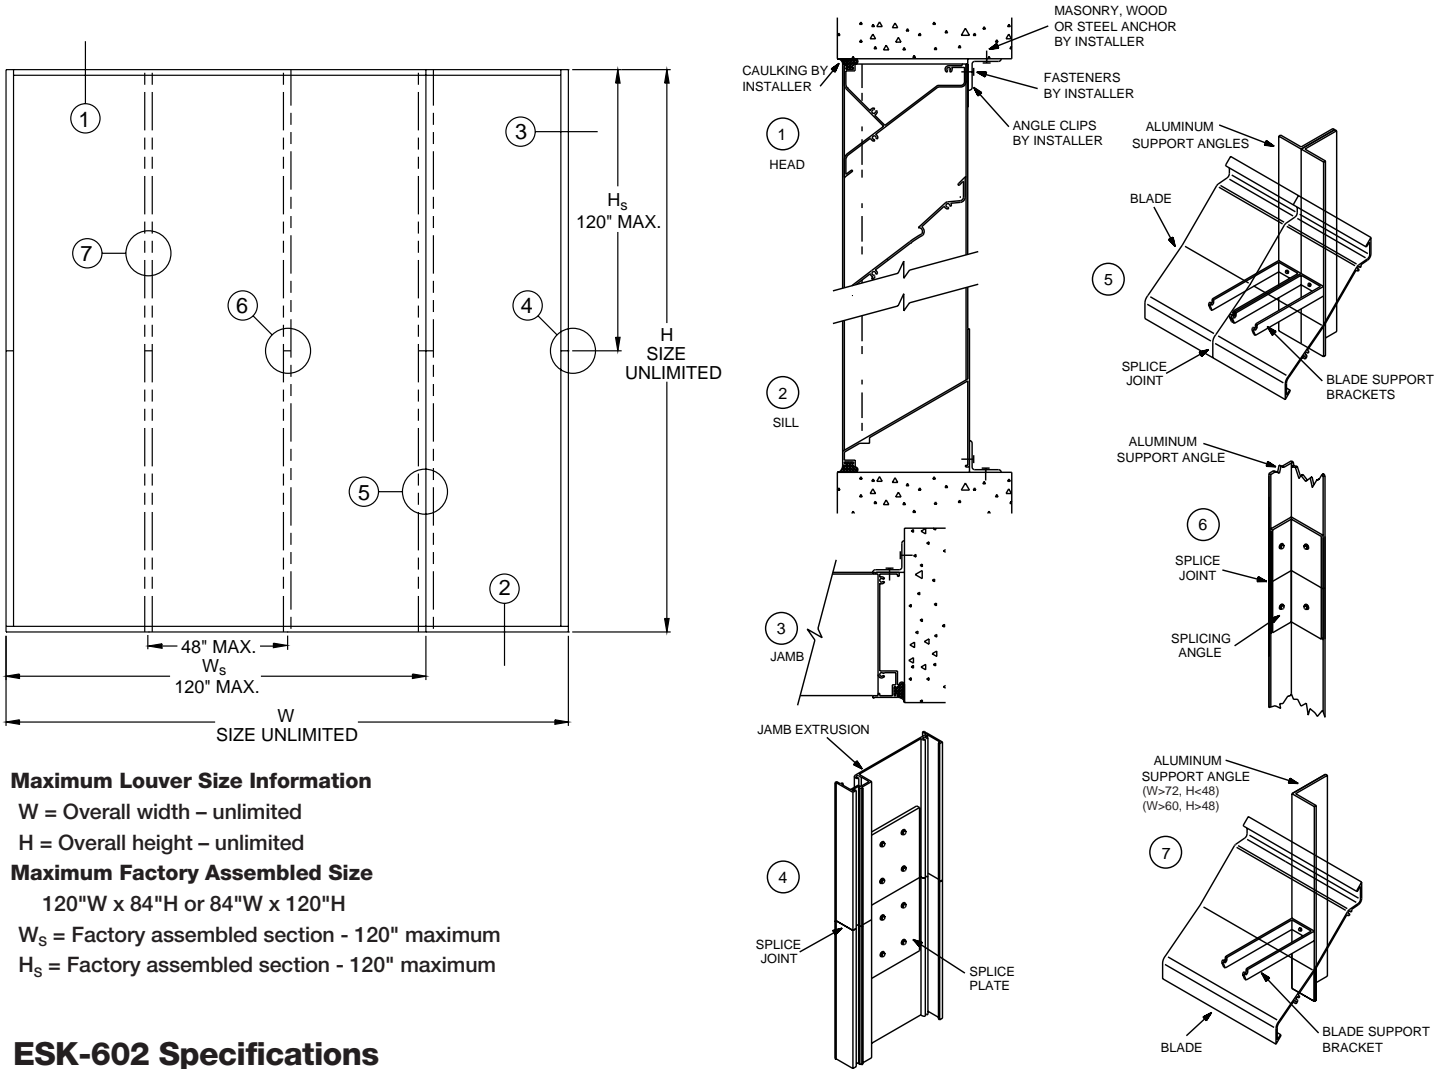 1
3
7
6
4
5
2
Hs
120" MAX.
H
SIZE
UNLIMITED
48" MAX.
Ws
120" MAX.
W
SIZE UNLIMITED
Maximum Louver Size Information
W = Overall width – unlimited
H = Overall height – unlimited
Maximum Factory Assembled Size
120"W x 84"H or 84"W x 120"H
WS = Factory assembled section - 120" maximum
HS = Factory assembled section - 120" maximum
ESK-602 Specifications
MASONRY, WOOD
OR STEEL ANCHOR
BY INSTALLER
CAULKING BY
INSTALLER
FASTENERS
BY INSTALLER
ANGLE CLIPS
BY INSTALLER
1
HEAD
2
SILL
3
JAMB
JAMB EXTRUSION
4
SPLICE
JOINT
SPLICE
PLATE
ALUMINUM
SUPPORT ANGLES
BLADE
5
SPLICE
JOINT
BLADE SUPPORT
BRACKETS
ALUMINUM
SUPPORT ANGLE
6
SPLICE
JOINT
SPLICING
ANGLE
ALUMINUM
SUPPORT ANGLE
(W>72, H<48)
(W>60, H>48)
7
BLADE
BLADE SUPPORT
BRACKET